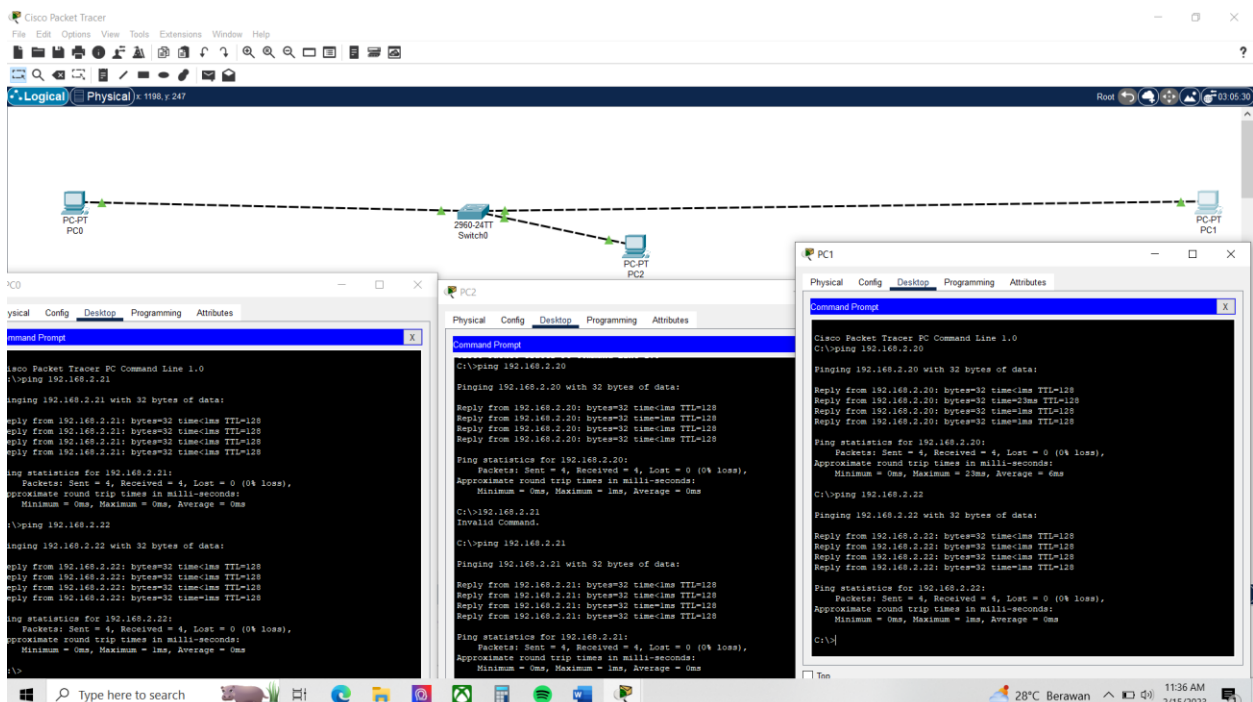 Cisco Packet Tracer
File Edit Options View Tools Extensions Window Help
?
Logical Physical x: 1198, y: 247
Root 03:05:30
PC-PT
PC0
2960-24TT
Switch0
PC-PT
PC2
PC-PT
PC1
PC0
ysical Config Desktop Programming Attributes
mmand Prompt X
isco Packet Tracer PC Command Line 1.0
:\>ping 192.168.2.21
inging 192.168.2.21 with 32 bytes of data:
eply from 192.168.2.21: bytes=32 time<1ms TTL=128
eply from 192.168.2.21: bytes=32 time<1ms TTL=128
eply from 192.168.2.21: bytes=32 time<1ms TTL=128
eply from 192.168.2.21: bytes=32 time<1ms TTL=128
ing statistics for 192.168.2.21:
Packets: Sent = 4, Received = 4, Lost = 0 (0% loss),
pproximate round trip times in milli-seconds:
Minimum = 0ms, Maximum = 0ms, Average = 0ms
:\>ping 192.168.2.22
inging 192.168.2.22 with 32 bytes of data:
eply from 192.168.2.22: bytes=32 time<1ms TTL=128
eply from 192.168.2.22: bytes=32 time<1ms TTL=128
eply from 192.168.2.22: bytes=32 time<1ms TTL=128
eply from 192.168.2.22: bytes=32 time=1ms TTL=128
ing statistics for 192.168.2.22:
Packets: Sent = 4, Received = 4, Lost = 0 (0% loss),
pproximate round trip times in milli-seconds:
Minimum = 0ms, Maximum = 1ms, Average = 0ms
:\>
PC2
Physical Config Desktop Programming Attributes
Command Prompt
C:\>ping 192.168.2.20
Pinging 192.168.2.20 with 32 bytes of data:
Reply from 192.168.2.20: bytes=32 time<1ms TTL=128
Reply from 192.168.2.20: bytes=32 time=1ms TTL=128
Reply from 192.168.2.20: bytes=32 time<1ms TTL=128
Reply from 192.168.2.20: bytes=32 time<1ms TTL=128
Ping statistics for 192.168.2.20:
Packets: Sent = 4, Received = 4, Lost = 0 (0% loss),
Approximate round trip times in milli-seconds:
Minimum = 0ms, Maximum = 1ms, Average = 0ms
C:\>192.168.2.21
Invalid Command.
C:\>ping 192.168.2.21
Pinging 192.168.2.21 with 32 bytes of data:
Reply from 192.168.2.21: bytes=32 time<1ms TTL=128
Reply from 192.168.2.21: bytes=32 time<1ms TTL=128
Reply from 192.168.2.21: bytes=32 time=1ms TTL=128
Reply from 192.168.2.21: bytes=32 time<1ms TTL=128
Ping statistics for 192.168.2.21:
Packets: Sent = 4, Received = 4, Lost = 0 (0% loss),
Approximate round trip times in milli-seconds:
Minimum = 0ms, Maximum = 1ms, Average = 0ms
PC1
Physical Config Desktop Programming Attributes
Command Prompt X
Cisco Packet Tracer PC Command Line 1.0
C:\>ping 192.168.2.20
Pinging 192.168.2.20 with 32 bytes of data:
Reply from 192.168.2.20: bytes=32 time<1ms TTL=128
Reply from 192.168.2.20: bytes=32 time=23ms TTL=128
Reply from 192.168.2.20: bytes=32 time=1ms TTL=128
Reply from 192.168.2.20: bytes=32 time=1ms TTL=128
Ping statistics for 192.168.2.20:
Packets: Sent = 4, Received = 4, Lost = 0 (0% loss),
Approximate round trip times in milli-seconds:
Minimum = 0ms, Maximum = 23ms, Average = 6ms
C:\>ping 192.168.2.22
Pinging 192.168.2.22 with 32 bytes of data:
Reply from 192.168.2.22: bytes=32 time<1ms TTL=128
Reply from 192.168.2.22: bytes=32 time<1ms TTL=128
Reply from 192.168.2.22: bytes=32 time<1ms TTL=128
Reply from 192.168.2.22: bytes=32 time=1ms TTL=128
Ping statistics for 192.168.2.22:
Packets: Sent = 4, Received = 4, Lost = 0 (0% loss),
Approximate round trip times in milli-seconds:
Minimum = 0ms, Maximum = 1ms, Average = 0ms
C:\>
Top
Type here to search
28°C Berawan
11:36 AM